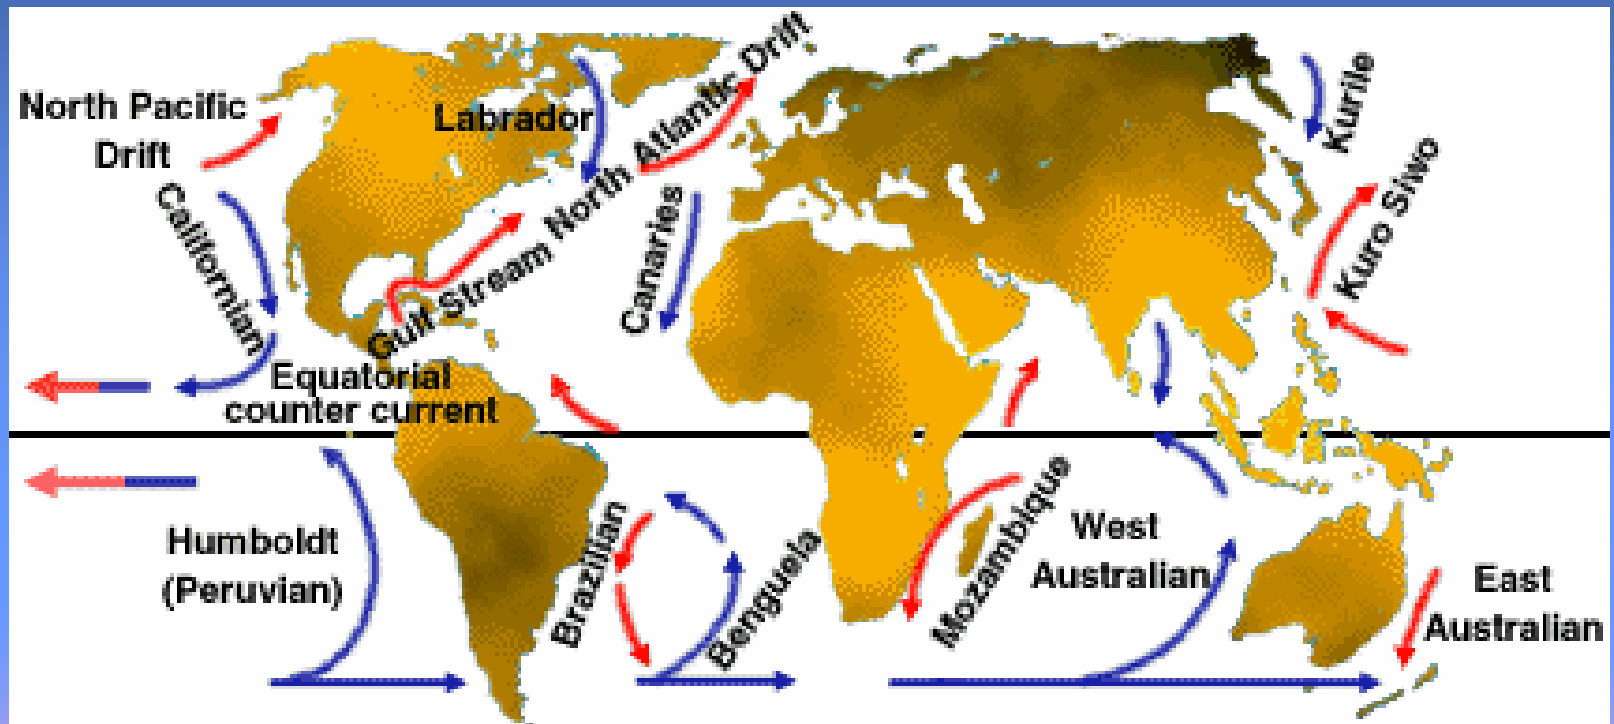 North Pacific
Drift
Californian
Labrador
Gulf Stream
North Atlantic Drift
Canaries
Kurile
Kuro Siwo
Equatorial
counter current
Humboldt
(Peruvian)
Brazilian
Benguela
Mozambique
West
Australian
East
Australian